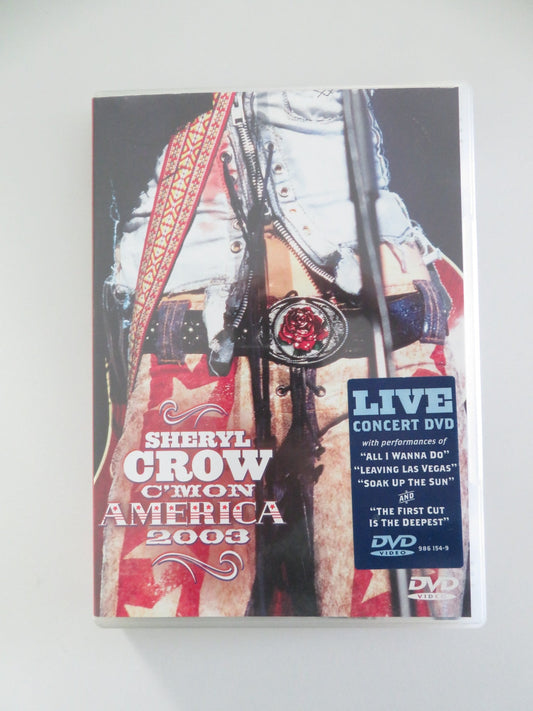 SHERYL
CROW
C'MON
AMERICA
2003
LIVE
CONCERT DVD
with performances of
"ALL I WANNA DO"
"LEAVING LAS VEGAS"
"SOAK UP THE SUN"
AND
"THE FIRST CUT
IS THE DEEPEST"
DVD
VIDEO
986 154-9
DVD
VIDEO